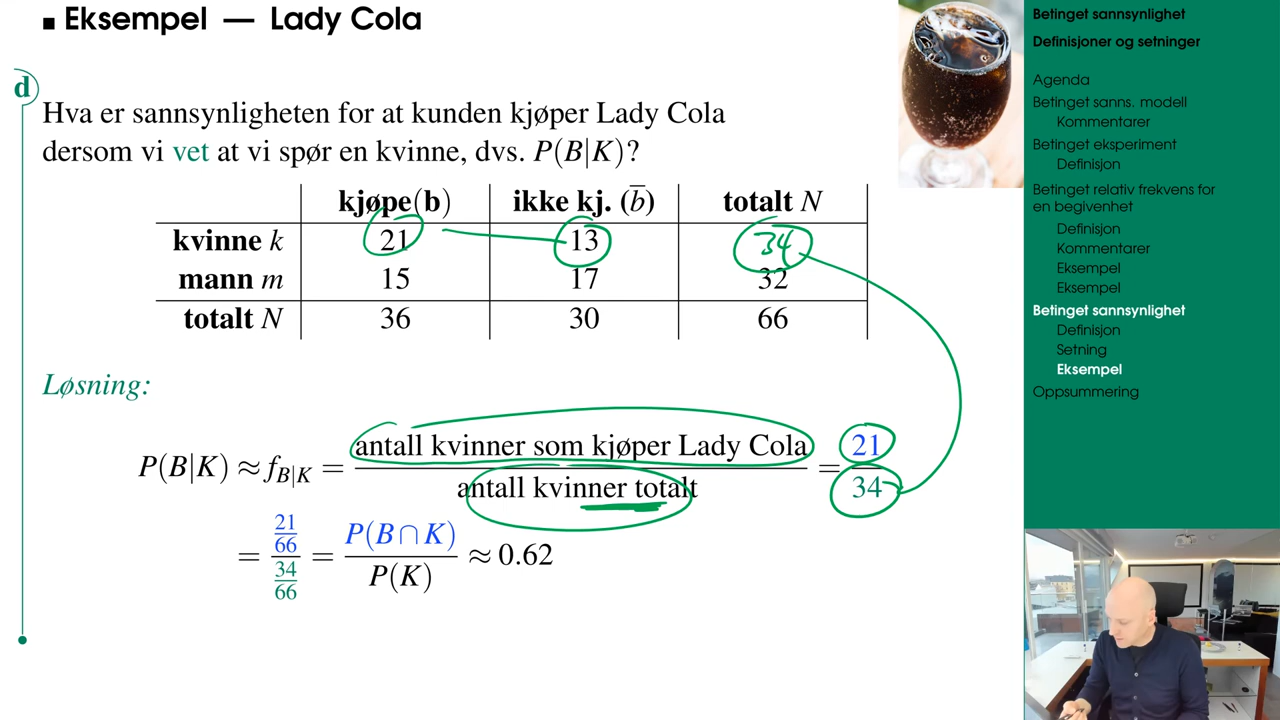 ▪ Eksempel — Lady Cola
d
Hva er sannsynligheten for at kunden kjøper Lady Cola
dersom vi vet at vi spør en kvinne, dvs. P(B|K)?
kjøpe(b) ikke kj. (b̅) totalt N
kvinne k 21 13 34
mann m 15 17 32
totalt N 36 30 66
Løsning:
P(B|K) ≈ f_{B|K} = antall kvinner som kjøper Lady Cola / antall kvinner totalt = 21 / 34
= (21/66) / (34/66) = P(B∩K) / P(K) ≈ 0.62
Betinget sannsynlighet
Definisjoner og setninger
Agenda
Betinget sanns. modell
Kommentarer
Betinget eksperiment
Definisjon
Betinget relativ frekvens for
en begivenhet
Definisjon
Kommentarer
Eksempel
Eksempel
Betinget sannsynlighet
Definisjon
Setning
Eksempel
Oppsummering